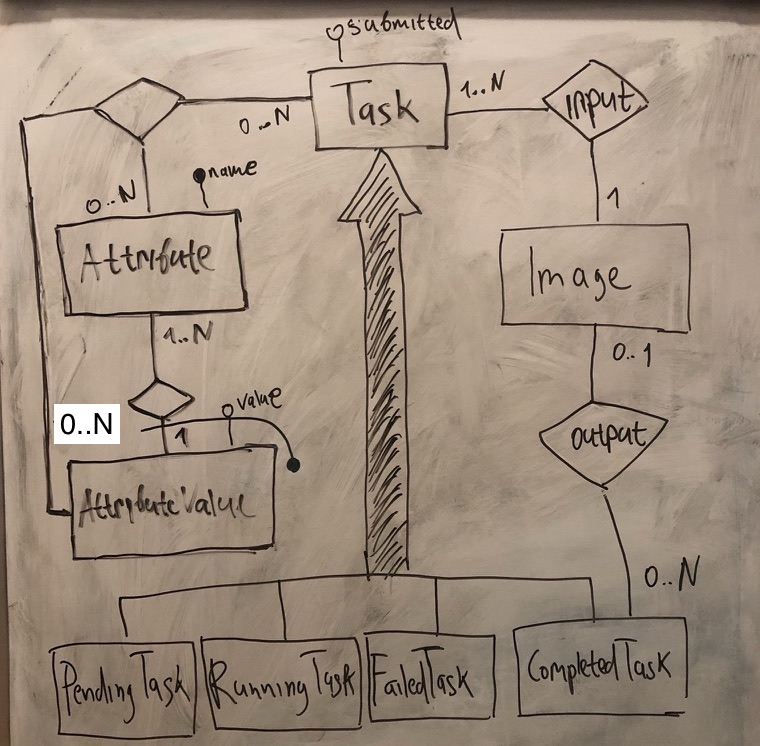 submitted
Task
1..N
input
0..N
name
0..N
1
Attribute
Image
1..N
0..1
value
0..N
1
output
AttributeValue
0..N
PendingTask
RunningTask
FailedTask
CompletedTask